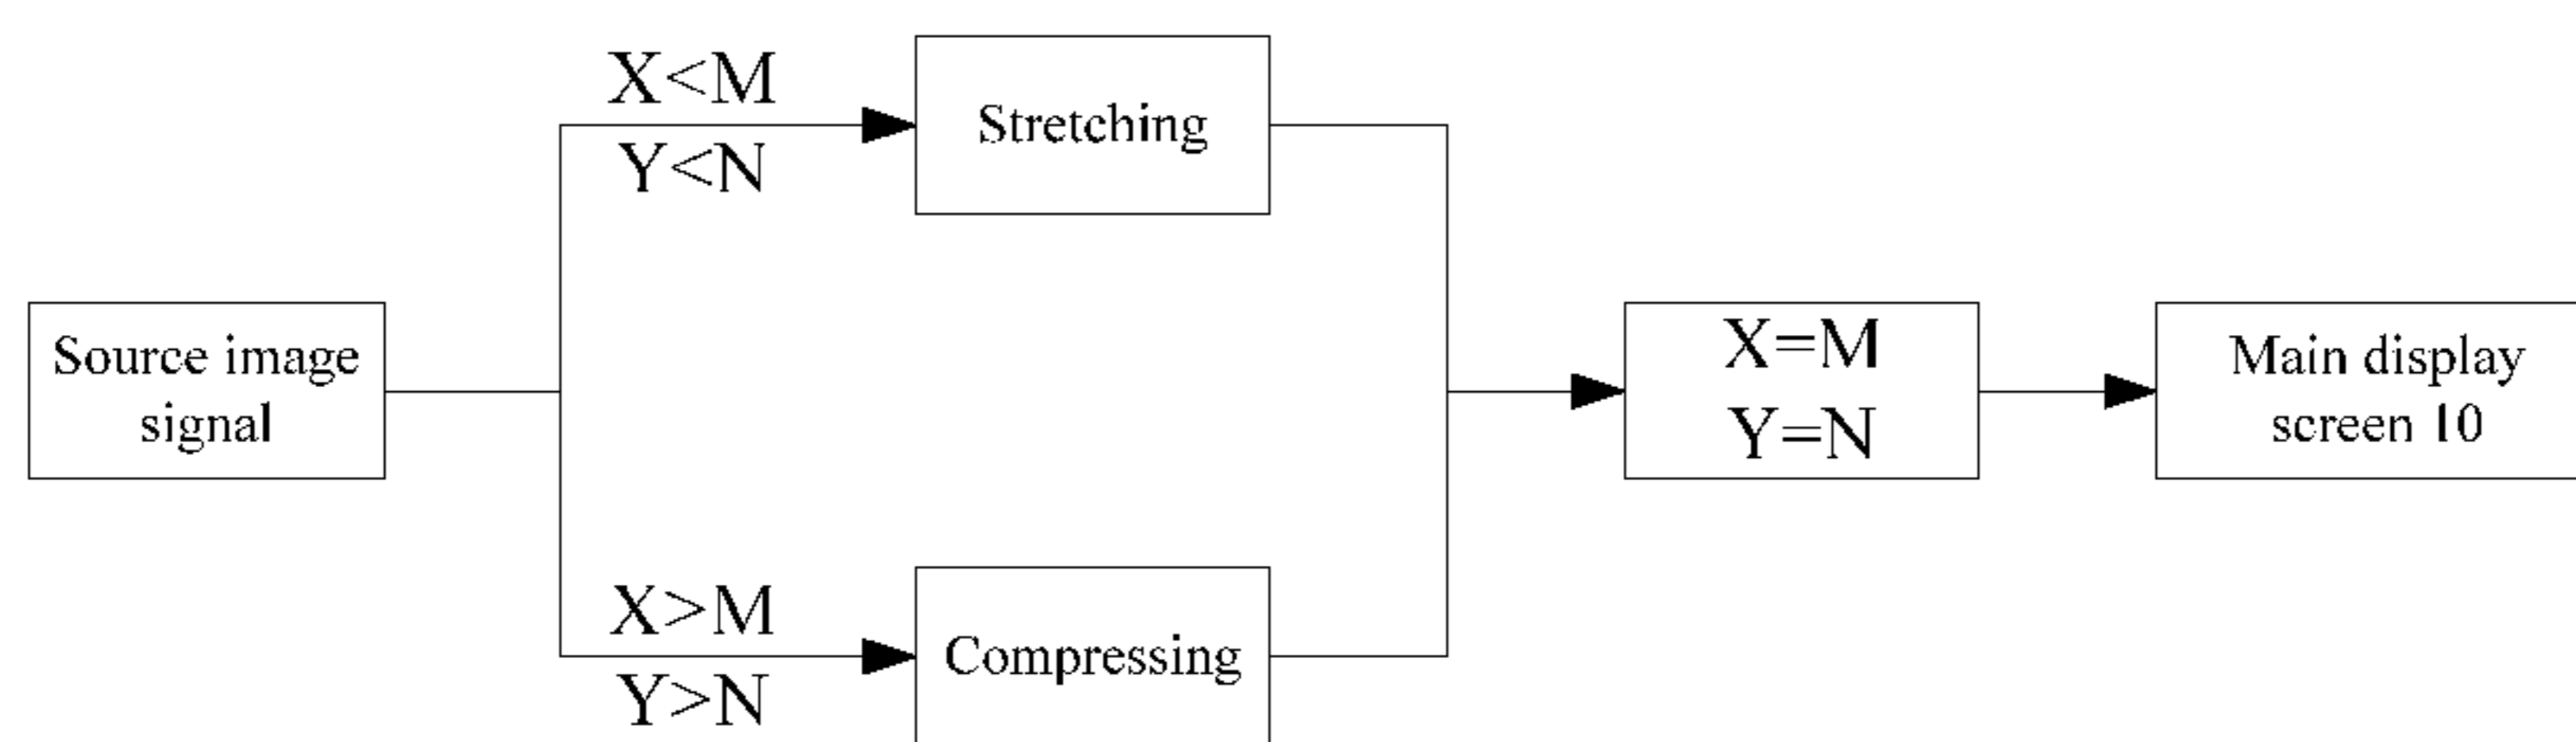 X<M
Y<N
Stretching
Source image
signal
X>M
Y>N
Compressing
X=M
Y=N
Main display
screen 10